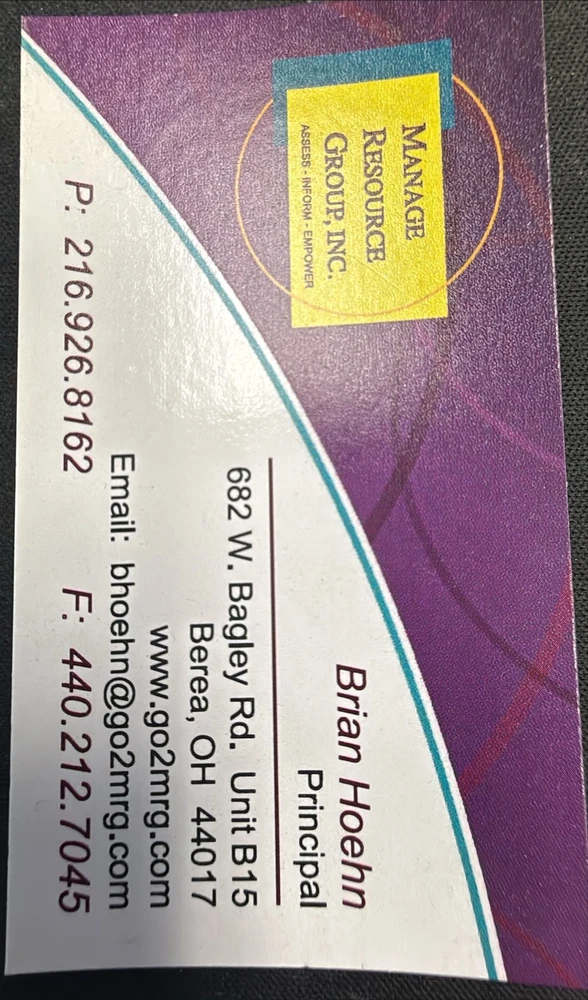 MANAGE
RESOURCE
GROUP, INC.
ASSESS - INFORM - EMPOWER
Brian Hoehn
Principal
682 W. Bagley Rd. Unit B15
Berea, OH 44017
www.go2mrg.com
Email: bhoehn@go2mrg.com
P: 216.926.8162 F: 440.212.7045